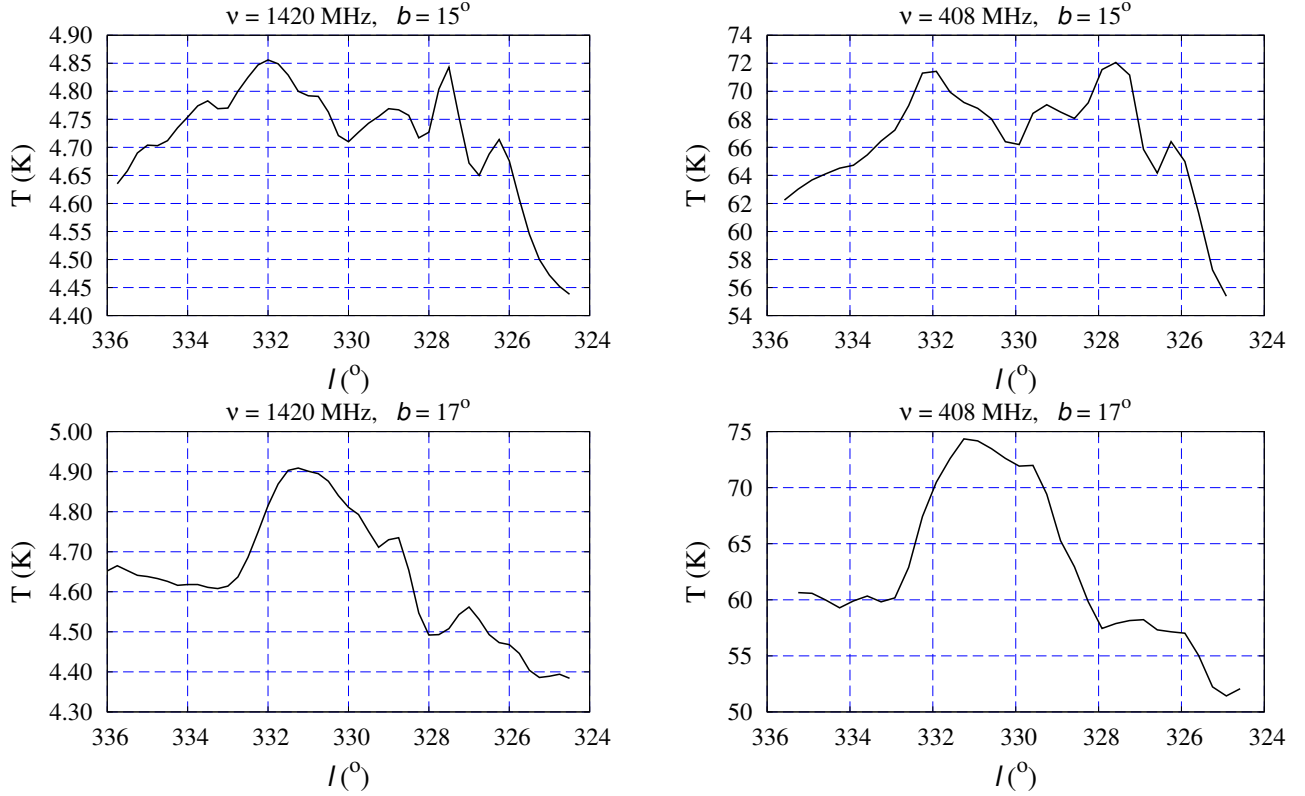 ν = 1420 MHz, b = 15°
T (K)
4.90
4.85
4.80
4.75
4.70
4.65
4.60
4.55
4.50
4.45
4.40
336 334 332 330 328 326 324
l (°)
ν = 408 MHz, b = 15°
T (K)
74
72
70
68
66
64
62
60
58
56
54
336 334 332 330 328 326 324
l (°)
ν = 1420 MHz, b = 17°
T (K)
5.00
4.90
4.80
4.70
4.60
4.50
4.40
4.30
336 334 332 330 328 326 324
l (°)
ν = 408 MHz, b = 17°
T (K)
75
70
65
60
55
50
336 334 332 330 328 326 324
l (°)